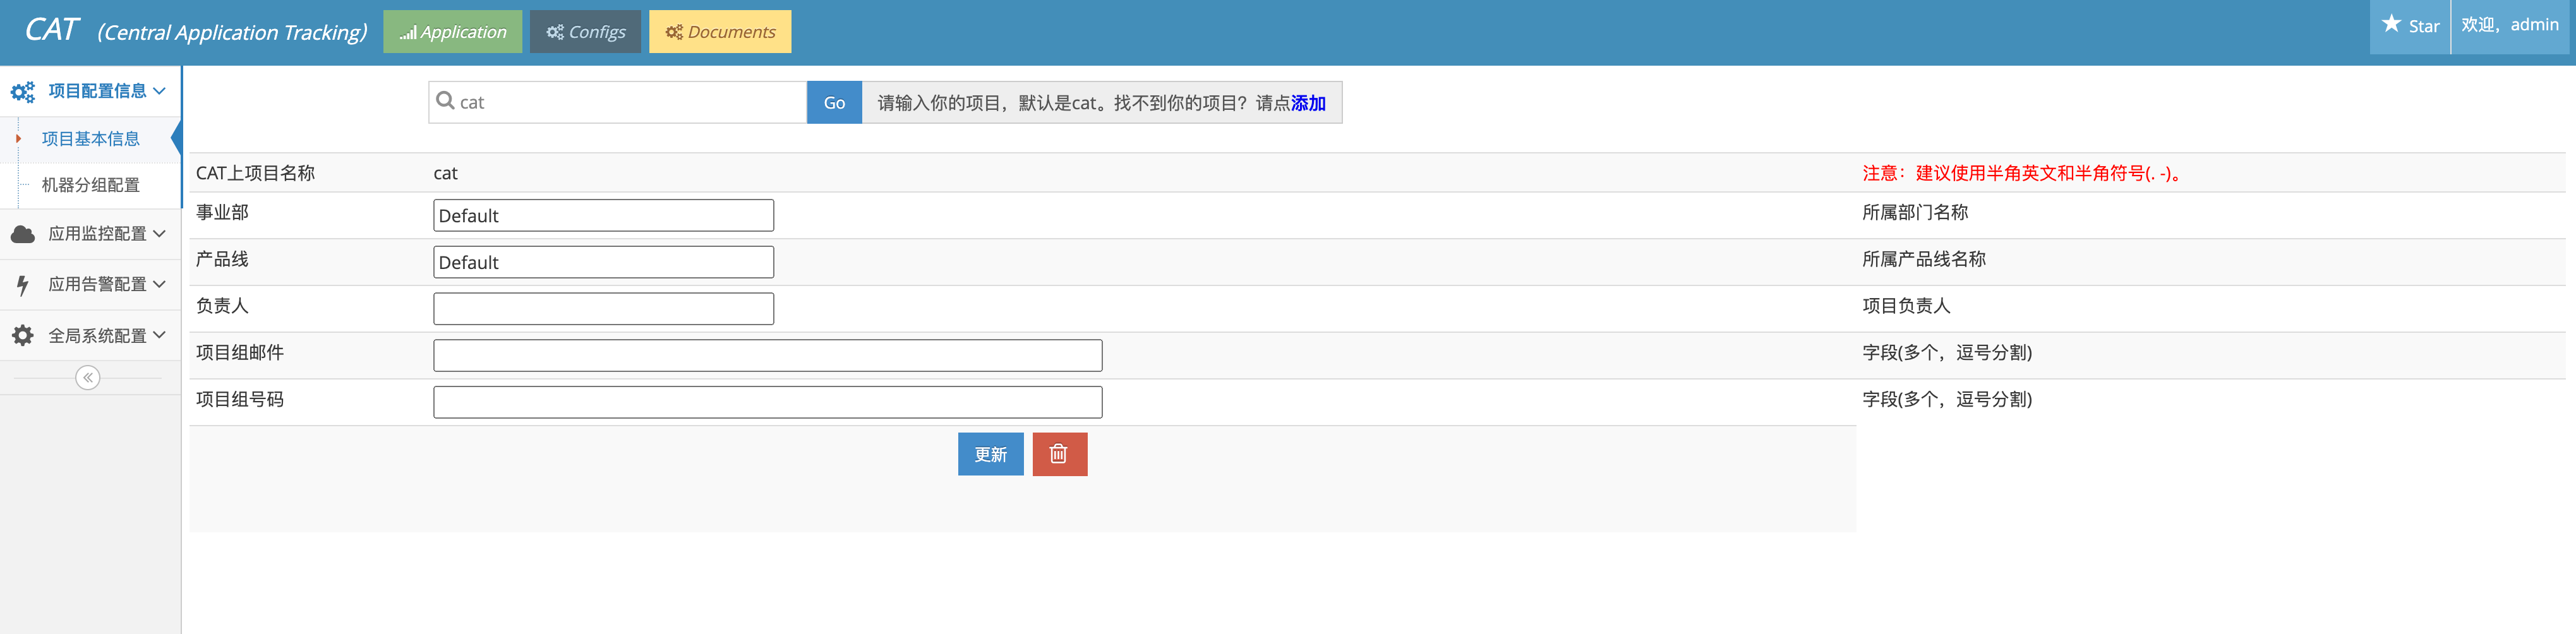 CAT (Central Application Tracking) Application Configs Documents Star 欢迎，admin
项目配置信息
项目基本信息
机器分组配置
应用监控配置
应用告警配置
全局系统配置
cat Go 请输入你的项目，默认是cat。找不到你的项目？请点添加
CAT上项目名称 cat 注意：建议使用半角英文和半角符号(. -)。
事业部 Default 所属部门名称
产品线 Default 所属产品线名称
负责人 项目负责人
项目组邮件 字段(多个，逗号分割)
项目组号码 字段(多个，逗号分割)
更新